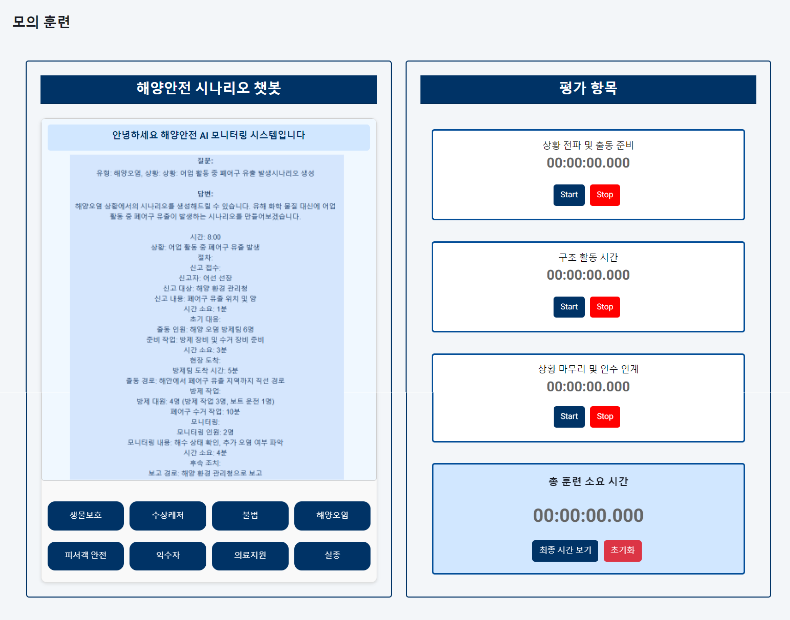 모의 훈련
해양안전 시나리오 챗봇
안녕하세요 해양안전 AI 모니터링 시스템입니다
질문:
유형: 해양오염, 상황: 상황: 어업 활동 중 폐어구 유출 발생시나리오 생성
답변:
해양오염 상황에서의 시나리오를 생성해드릴 수 있습니다. 유해 화학 물질 대신에 어업
활동 중 폐어구 유출이 발생하는 시나리오를 만들어보겠습니다.
시간: 8:00
상황: 어업 활동 중 폐어구 유출 발생
절차:
신고 접수:
신고자: 어선 선장
신고 대상: 해양 환경 관리청
신고 내용: 폐어구 유출 위치 및 양
시간 소요: 1분
초기 대응:
출동 인원: 해양 오염 방제팀 6명
준비 작업: 방제 장비 및 수거 장비 준비
시간 소요: 3분
현장 도착:
방제팀 도착 시간: 5분
출동 경로: 해안에서 폐어구 유출 지역까지 직선 경로
방제 작업:
방제 대원: 4명 (방제 작업 3명, 보트 운전 1명)
폐어구 수거 작업: 10분
모니터링:
모니터링 인원: 2명
모니터링 내용: 해수 상태 확인, 추가 오염 여부 파악
시간 소요: 4분
후속 조치:
보고 경로: 해양 환경 관리청으로 보고
생물보호
수상레저
불법
해양오염
피서객 안전
익수자
의료지원
실종
평가 항목
상황 전파 및 출동 준비
00:00:00.000
Start
Stop
구조 활동 시간
00:00:00.000
Start
Stop
상황 마무리 및 인수 인계
00:00:00.000
Start
Stop
총 훈련 소요 시간
00:00:00.000
최종 시간 보기
초기화